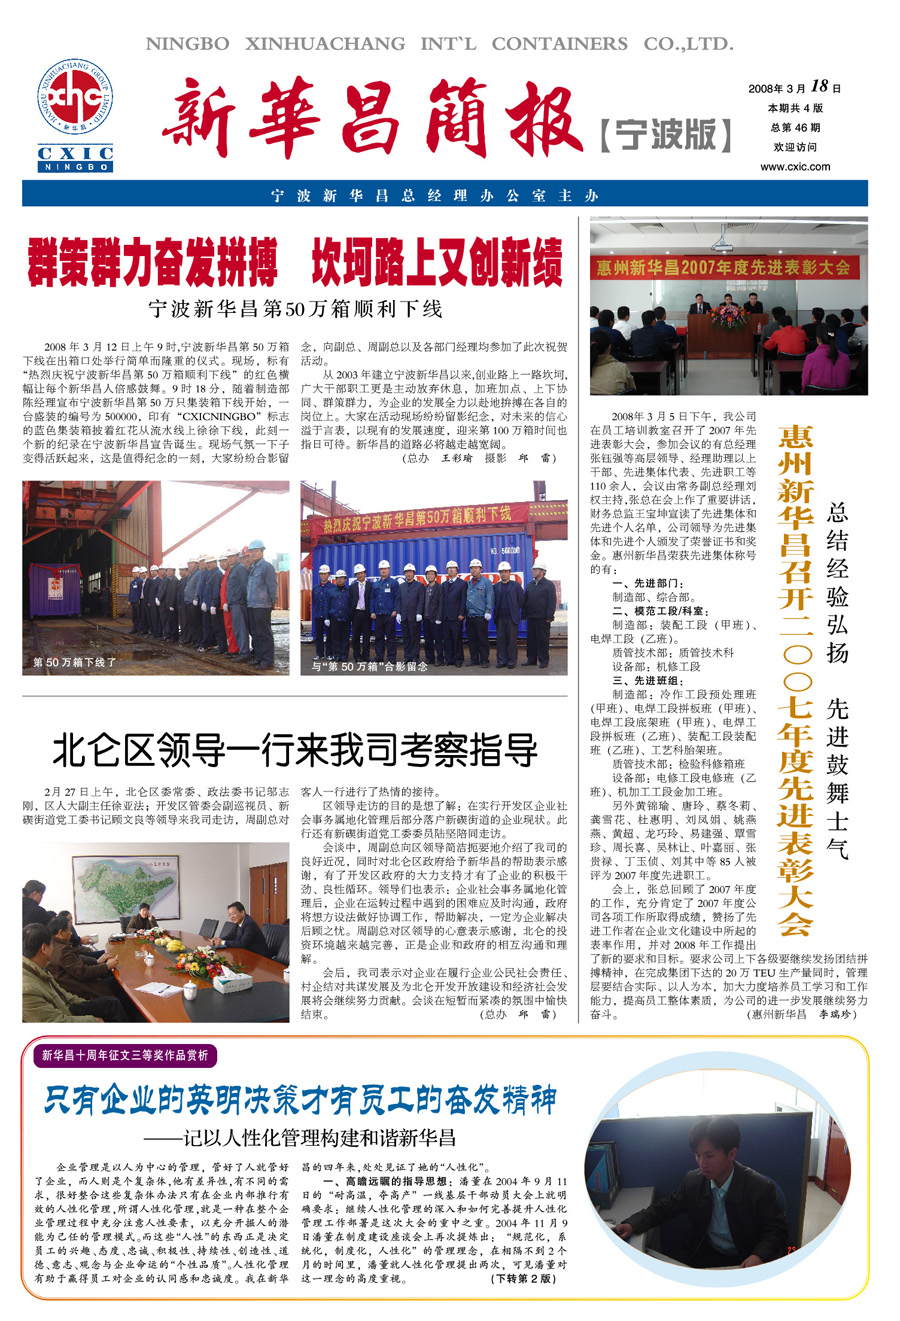 NINGBO XINHUACHANG INT`L CONTAINERS CO.,LTD.
JIANGSU XINHUACHANG GROUP LIMITED
xhc
·新华昌·
CXIC
NINGBO
新華昌簡报【宁波版】
2008年3月18日
本期共4版
总第46期
欢迎访问
www.cxic.com
宁波新华昌总经理办公室主办
群策群力奋发拼搏 坎坷路上又创新绩
宁波新华昌第50万箱顺利下线
2008年3月12日上午9时,宁波新华昌第50万箱
下线在出箱口处举行简单而隆重的仪式。现场，标有
“热烈庆祝宁波新华昌第50万箱顺利下线”的红色横
幅让每个新华昌人倍感鼓舞。9时18分，随着制造部
陈经理宣布宁波新华昌第50万只集装箱下线开始，一
台盛装的编号为500000，印有“CXICNINGBO”标志
的蓝色集装箱披着红花从流水线上徐徐下线，此刻一
个新的纪录在宁波新华昌宣告诞生。现场气氛一下子
变得活跃起来，这是值得纪念的一刻，大家纷纷合影留
念，向副总、周副总以及各部门经理均参加了此次祝贺
活动。
从2003年建立宁波新华昌以来,创业路上一路坎坷,
广大干部职工更是主动放弃休息，加班加点、上下协
同、群策群力，为企业的发展全力以赴地拚搏在各自的
岗位上。大家在活动现场纷纷留影纪念，对未来的信心
溢于言表，以现有的发展速度，迎来第100万箱时间也
指日可待。新华昌的道路必将越走越宽阔。
(总办 王彩瑜 摄影 邱 雷)
第50万箱下线了
热烈庆祝宁波新华昌第50万箱顺利下线
与“第50万箱”合影留念
北仑区领导一行来我司考察指导
2月27日上午，北仑区委常委、政法委书记邬志
刚，区人大副主任徐亚法；开发区管委会副巡视员、新
碶街道党工委书记顾文良等领导来我司走访，周副总对
客人一行进行了热情的接待。
区领导走访的目的是想了解：在实行开发区企业社
会事务属地化管理后部分落户新碶街道的企业现状。此
行还有新碶街道党工委委员陆坚陪同走访。
会谈中，周副总向区领导简洁扼要地介绍了我司的
良好近况，同时对北仑区政府给予新华昌的帮助表示感
谢，有了开发区政府的大力支持才有了企业的积极干
劲、良性循环。领导们也表示：企业社会事务属地化管
理后，企业在运转过程中遇到的困难应及时沟通，政府
将想方设法做好协调工作，帮助解决，一定为企业解决
后顾之忧。周副总对区领导的心意表示感谢，北仑的投
资环境越来越完善，正是企业和政府的相互沟通和理
解。
会后，我司表示对企业在履行企业公民社会责任、
村企结对共谋发展及为北仑开发开放建设和经济社会发
展将会继续努力贡献。会谈在短暂而紧凑的氛围中愉快
结束。 (总办 邱 雷)
惠州新华昌2007年度先进表彰大会
惠州新华昌召开二〇〇七年度先进表彰大会
总结经验弘扬 先进鼓舞士气
2008年3月5日下午，我公司
在员工培训教室召开了2007年先
进表彰大会，参加会议的有总经理
张钰强等高层领导、经理助理以上
干部、先进集体代表、先进职工等
110余人，会议由常务副总经理刘
权主持,张总在会上作了重要讲话，
财务总监王宝坤宣读了先进集体和
先进个人名单，公司领导为先进集
体和先进个人颁发了荣誉证书和奖
金。惠州新华昌荣获先进集体称号
的有：
一、先进部门：
制造部、综合部。
二、模范工段/科室：
制造部：装配工段（甲班）、
电焊工段（乙班）。
质管技术部：质管技术科
设备部：机修工段
三、先进班组：
制造部：冷作工段预处理班
（甲班）、电焊工段拼板班（甲班）、
电焊工段底架班（甲班）、电焊工
段拼板班（乙班）、装配工段装配
班（乙班）、工艺科胎架班。
质管技术部：检验科修箱班
设备部：电修工段电修班（乙
班）、机加工工段金加工班。
另外黄锦瑜、唐玲、蔡冬莉、
龚雪花、杜惠明、刘凤娟、姚燕
燕、黄超、龙巧玲、易建强、覃雪
珍、周长喜、吴林让、叶嘉丽、张
贵禄、丁玉侦、刘其中等85人被
评为2007年度先进职工。
会上，张总回顾了2007年度
的工作，充分肯定了2007年度公
司各项工作所取得成绩，赞扬了先
进工作者在企业文化建设中所起的
表率作用，并对2008年工作提出
了新的要求和目标。要求公司上下各级要继续发扬团结拼
搏精神，在完成集团下达的20万TEU生产量同时，管理
层要结合实际、以人为本，加大力度培养员工学习和工作
能力，提高员工整体素质，为公司的进一步发展继续努力
奋斗。 (惠州新华昌 李瑞珍)
新华昌十周年征文三等奖作品赏析
只有企业的英明决策才有员工的奋发精神
——记以人性化管理构建和谐新华昌
企业管理是以人为中心的管理，管好了人就管好
了企业，而人则是个复杂体,他有差异性,有不同的需
求，很好整合这些复杂体办法只有在企业内部推行有
效的人性化管理,所谓人性化管理,就是一种在整个企
业管理过程中充分注意人性要素，以充分开掘人的潜
能为己任的管理模式。而这些“人性”的东西正是决定
员工的兴趣、态度、忠诚、积极性、持续性、创造性、道
德、意志、观念与企业命运的“个性品质”。人性化管理
有助于赢得员工对企业的认同感和忠诚度。我在新华
昌的四年来,处处见证了她的“人性化”。
一、高瞻远瞩的指导思想：潘董在2004年9月11
日的“耐高温，夺高产”一线基层干部动员大会上就明
确要求；继续人性化管理的深入和如何完善提升人性化
管理工作部署是这次大会的重中之重。2004年11月9
日潘董在制度建设座谈会上再次提炼出：“规范化，系
统化，制度化，人性化”的管理理念，在相隔不到2个
月的时间里，潘董就人性化管理提出两次，可见潘董对
这一理念的高度重视。 (下转第2版)